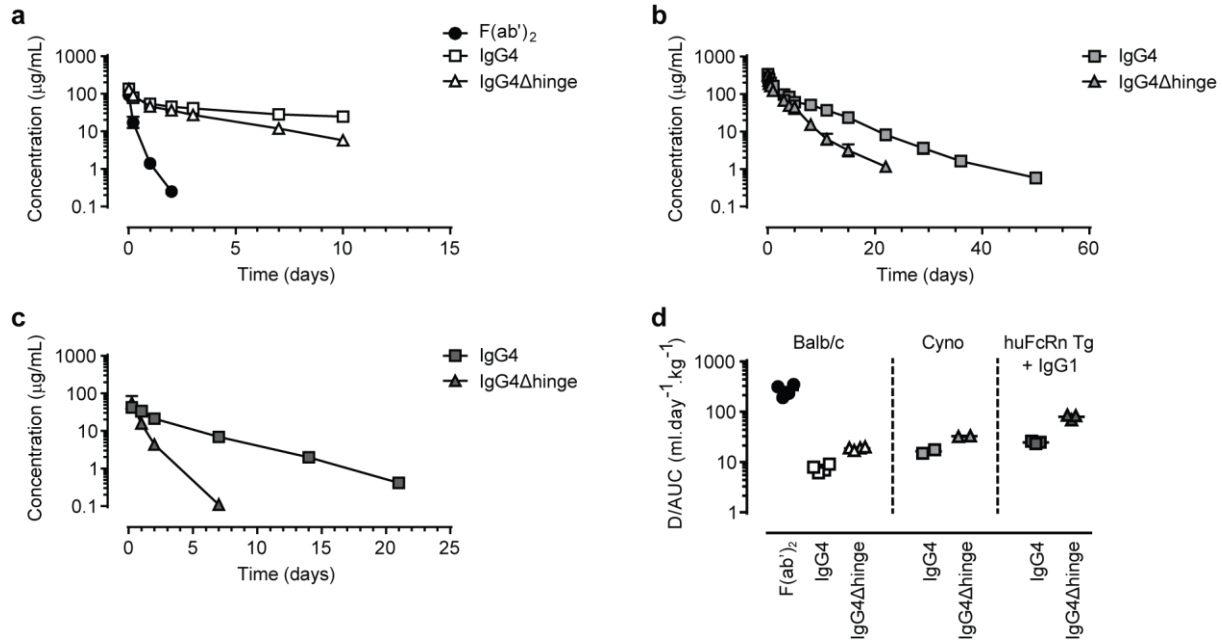 a
F(ab')₂
IgG4
IgG4Δhinge
Concentration (µg/mL)
1000
100
10
1
0.1
0
5
10
15
Time (days)
b
IgG4
IgG4Δhinge
Concentration (µg/mL)
1000
100
10
1
0.1
0
20
40
60
Time (days)
c
IgG4
IgG4Δhinge
Concentration (µg/mL)
1000
100
10
1
0.1
0
5
10
15
20
25
Time (days)
d
Balb/c
Cyno
huFcRn Tg
+ IgG1
D/AUC (ml.day⁻¹.kg⁻¹)
1000
100
10
1
F(ab')₂
IgG4
IgG4Δhinge
IgG4
IgG4Δhinge
IgG4
IgG4Δhinge